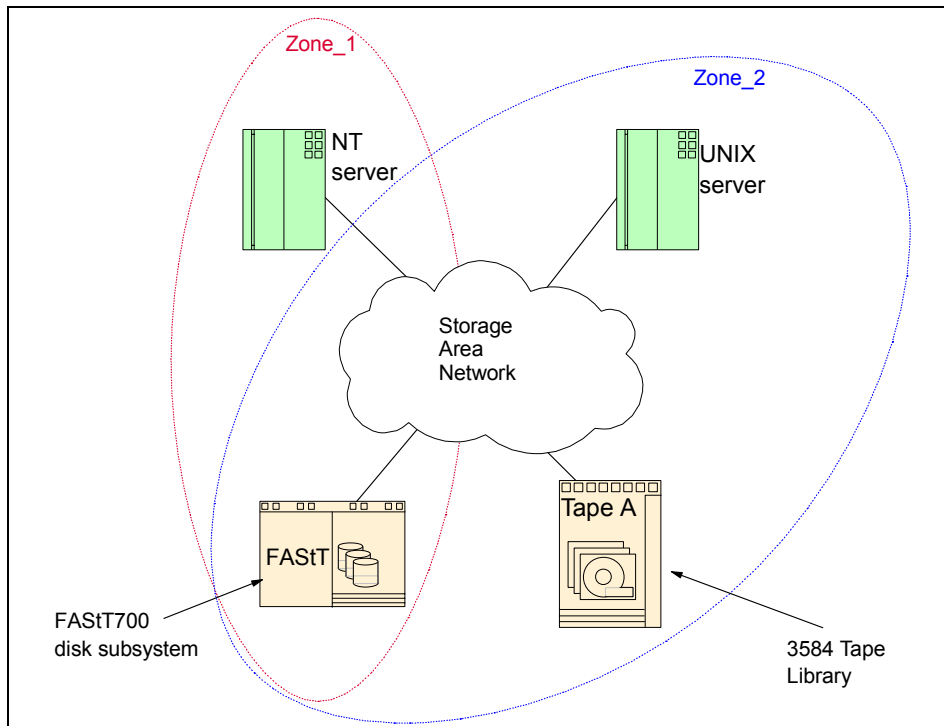 Zone_1
Zone_2
NT
server
UNIX
server
Storage
Area
Network
FAStT
Tape A
FAStT700
disk subsystem
3584 Tape
Library